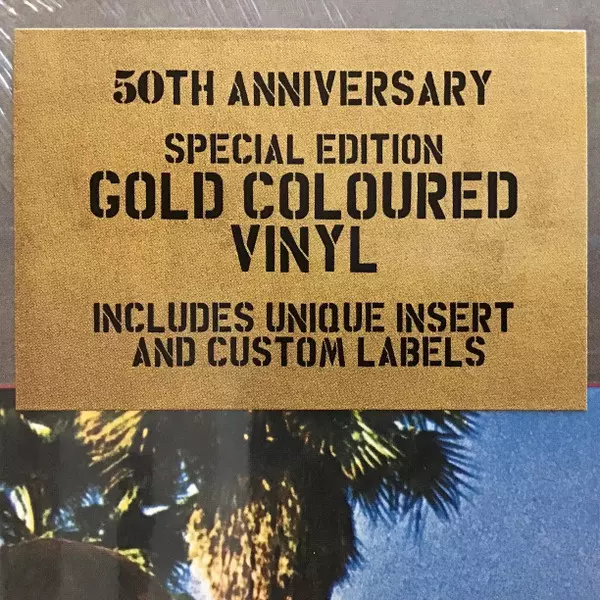 50TH ANNIVERSARY
SPECIAL EDITION
GOLD COLOURED
VINYL
INCLUDES UNIQUE INSERT
AND CUSTOM LABELS